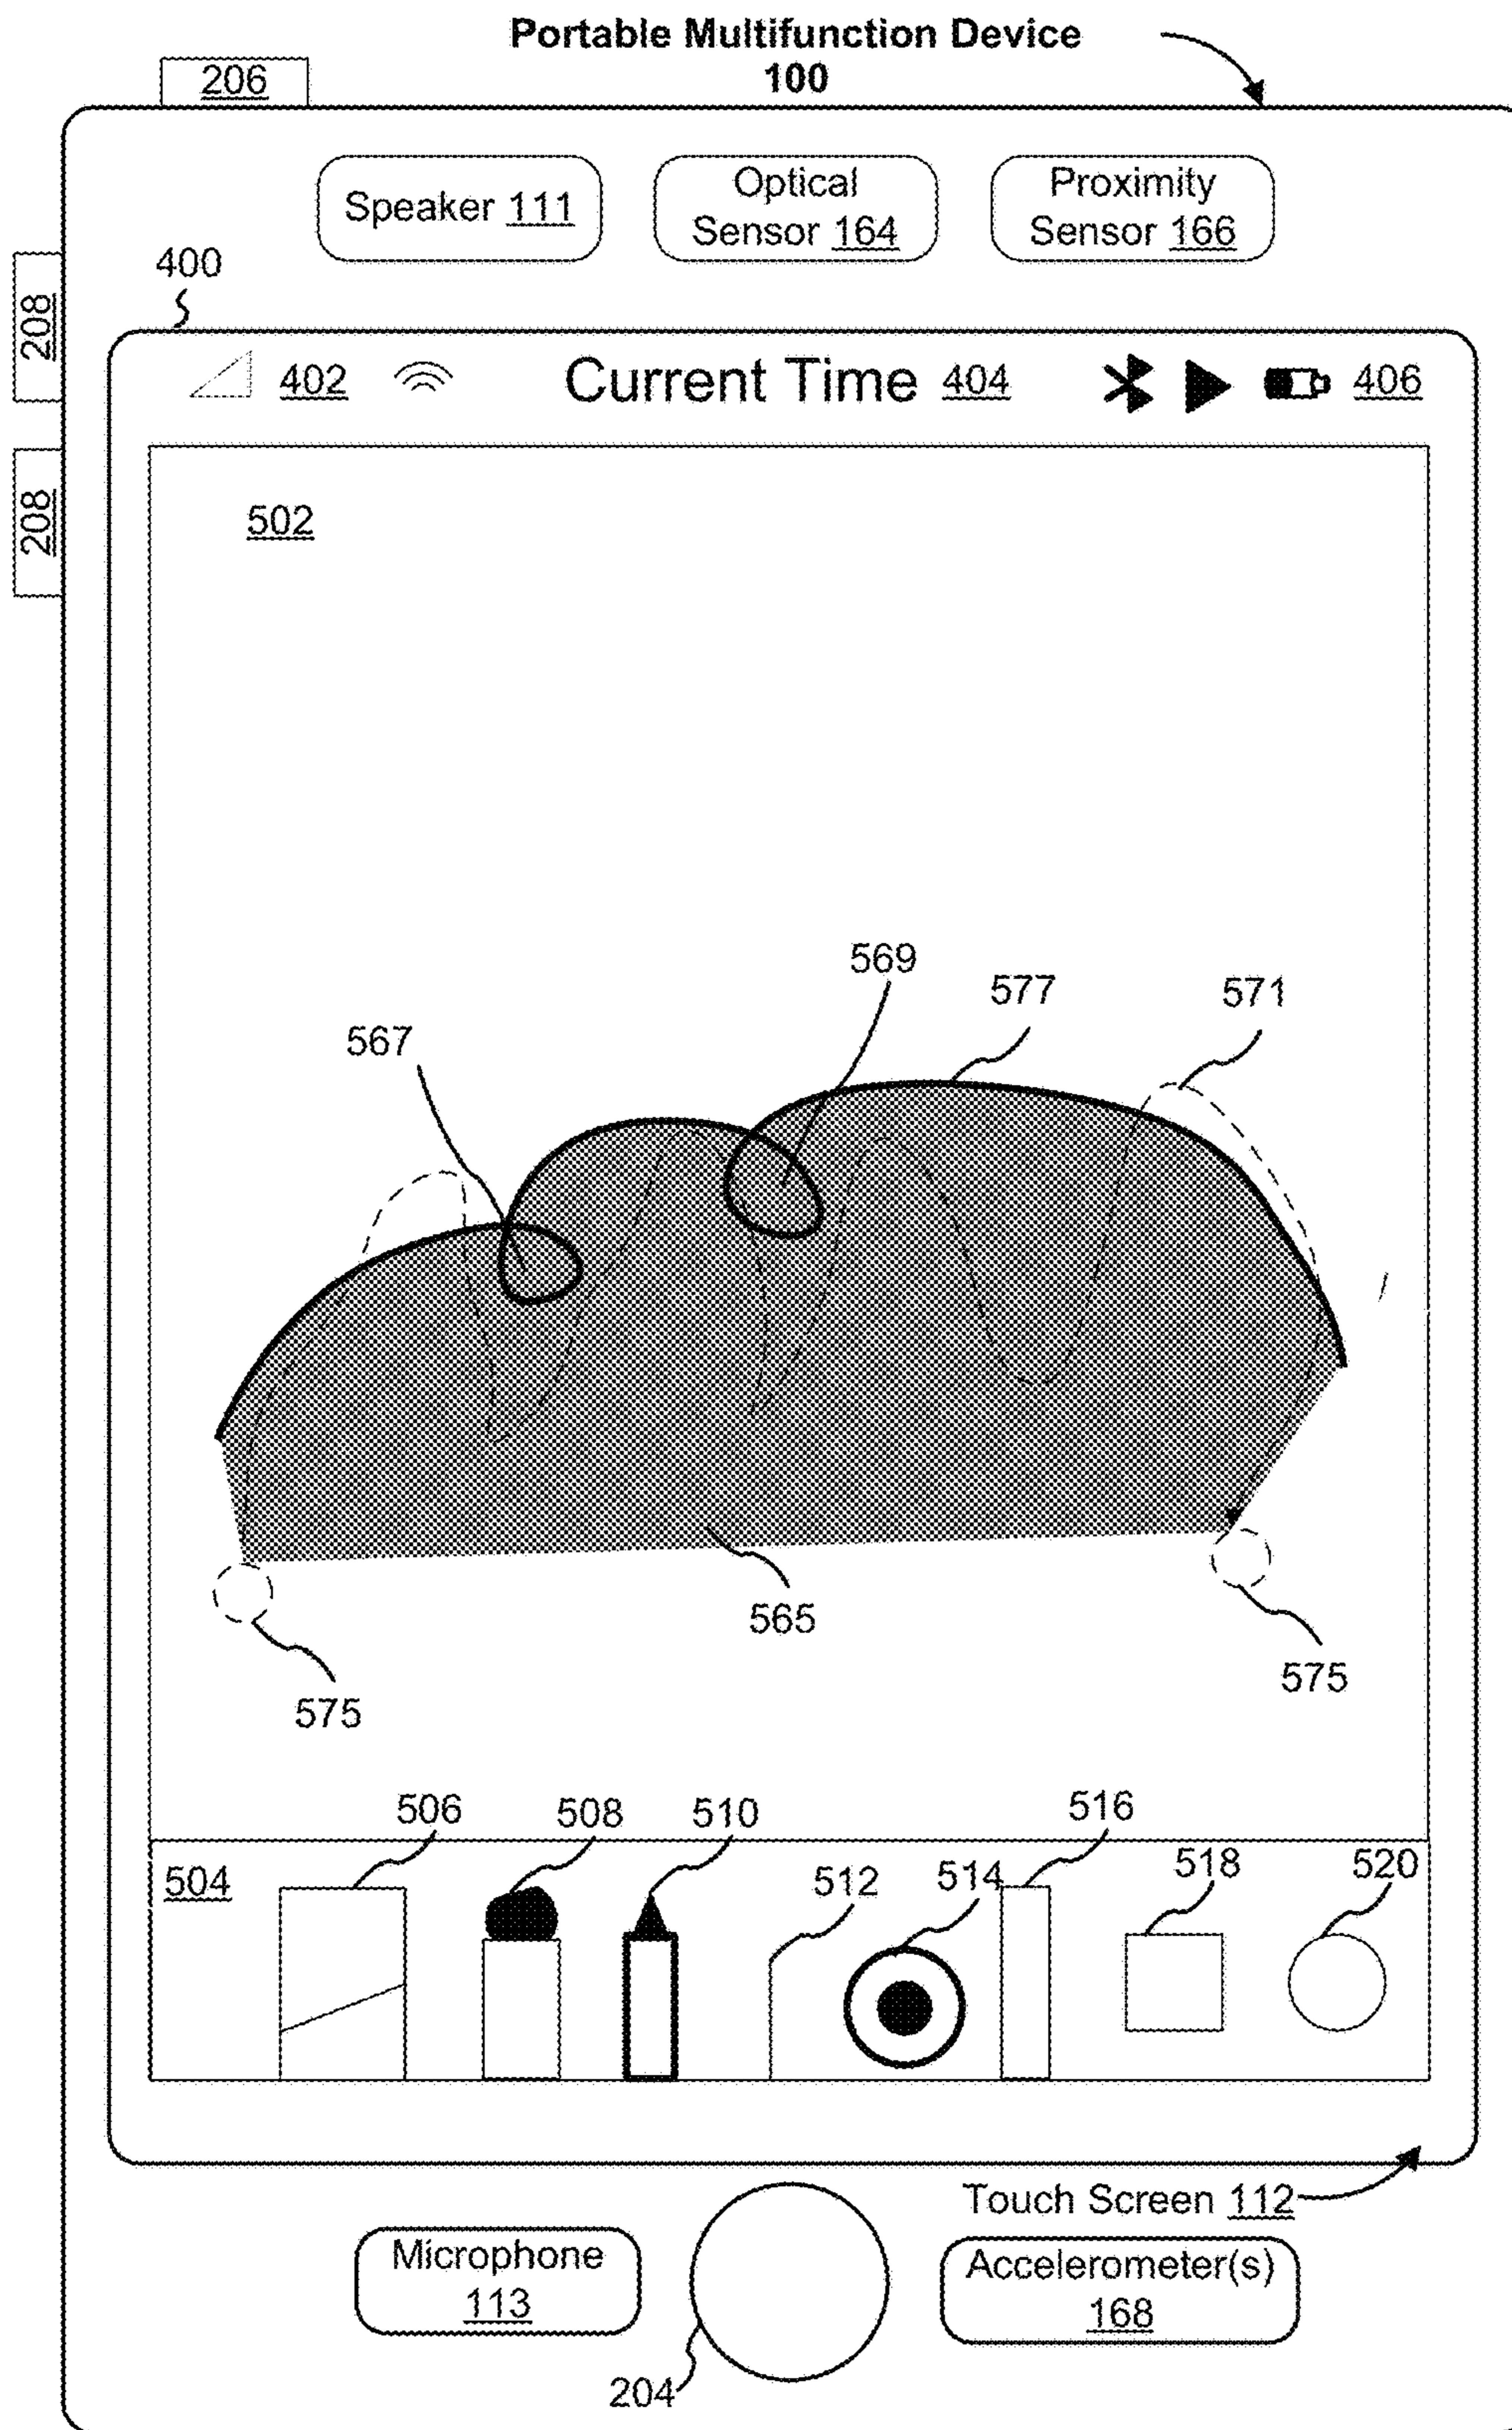 Portable Multifunction Device
100
206
Speaker 111
Optical
Sensor 164
Proximity
Sensor 166
400
208
402
Current Time 404
406
208
502
569
577
571
567
565
575
575
506
508
510
516
504
512
514
518
520
Touch Screen 112
Microphone
113
Accelerometer(s)
168
204